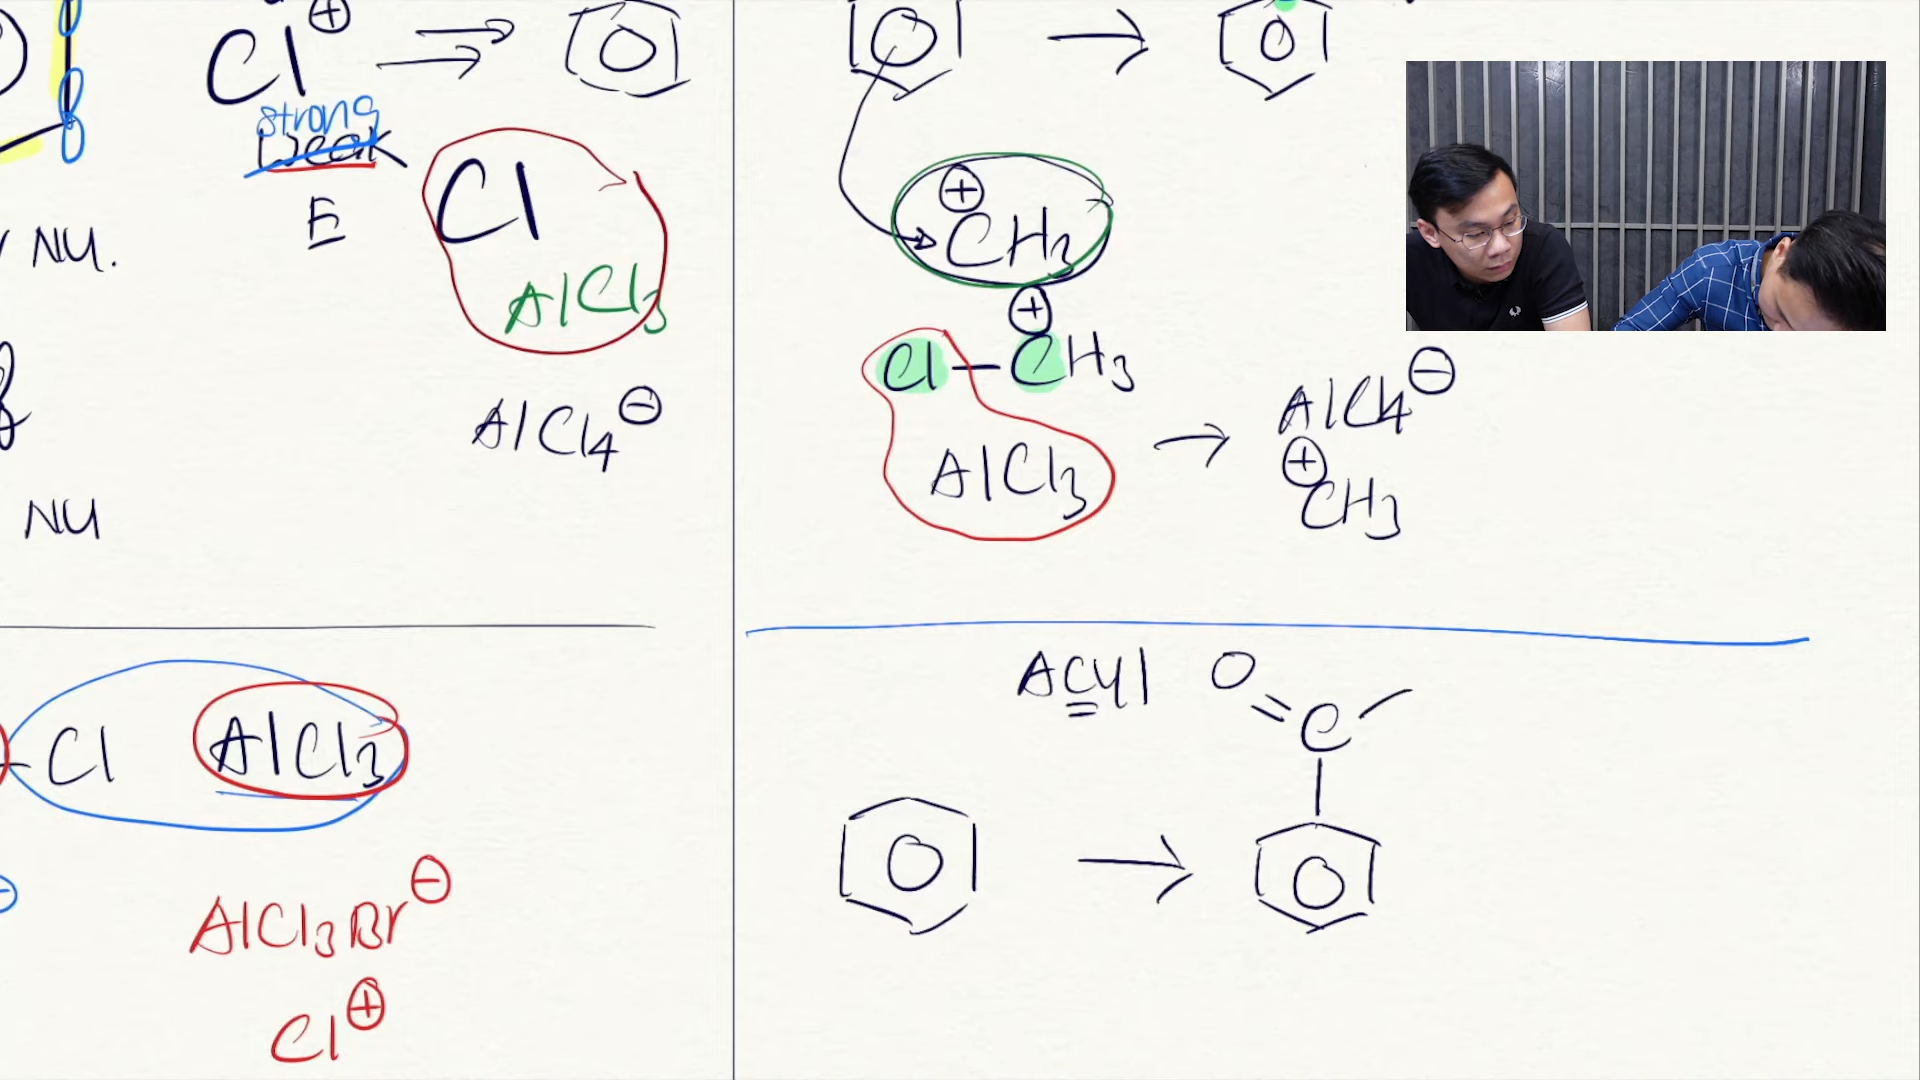 Cl⊕
strong
weak
E
Cl
AlCl3
AlCl4⊖
NU.
NU
Cl AlCl3
AlCl3Br⊖
Cl⊕
⊕
CH3
⊕
Cl—CH3
AlCl3 → AlCl4⊖
⊕
CH3
Acyl O
=C